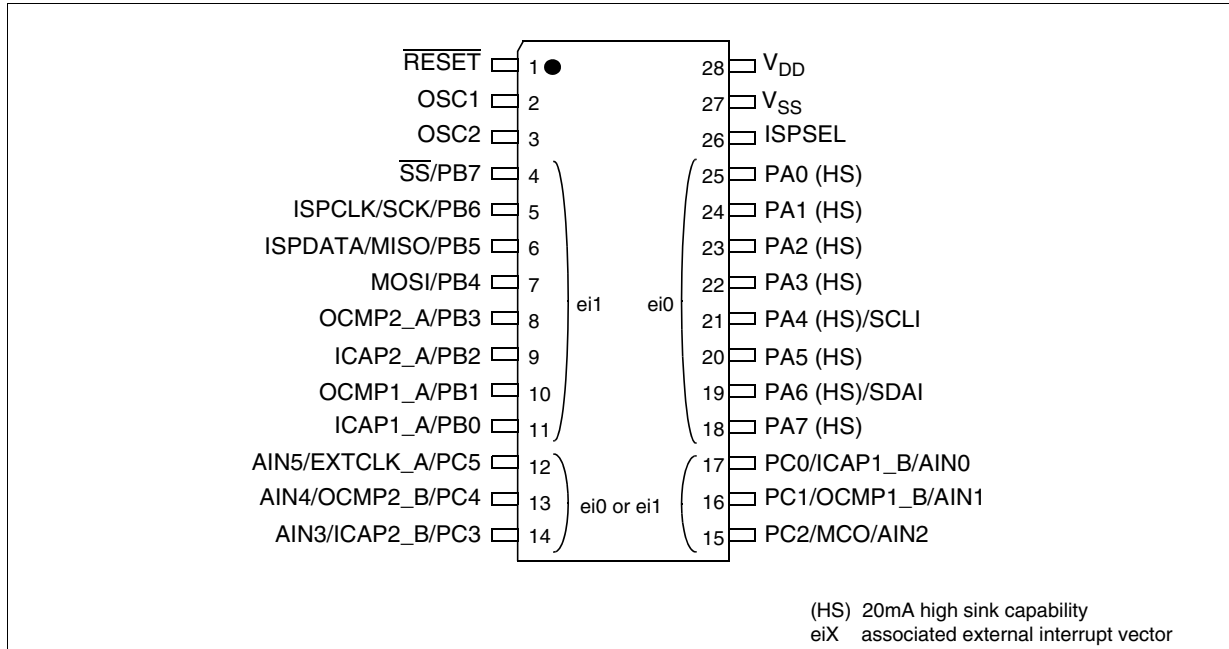 RESET 1 28 VDD
OSC1 2 27 VSS
OSC2 3 26 ISPSEL
SS/PB7 4 25 PA0 (HS)
ISPCLK/SCK/PB6 5 24 PA1 (HS)
ISPDATA/MISO/PB5 6 23 PA2 (HS)
MOSI/PB4 7 22 PA3 (HS)
ei1 ei0
OCMP2_A/PB3 8 21 PA4 (HS)/SCLI
ICAP2_A/PB2 9 20 PA5 (HS)
OCMP1_A/PB1 10 19 PA6 (HS)/SDAI
ICAP1_A/PB0 11 18 PA7 (HS)
AIN5/EXTCLK_A/PC5 12 17 PC0/ICAP1_B/AIN0
AIN4/OCMP2_B/PC4 13 ei0 or ei1 16 PC1/OCMP1_B/AIN1
AIN3/ICAP2_B/PC3 14 15 PC2/MCO/AIN2
(HS) 20mA high sink capability
eiX associated external interrupt vector